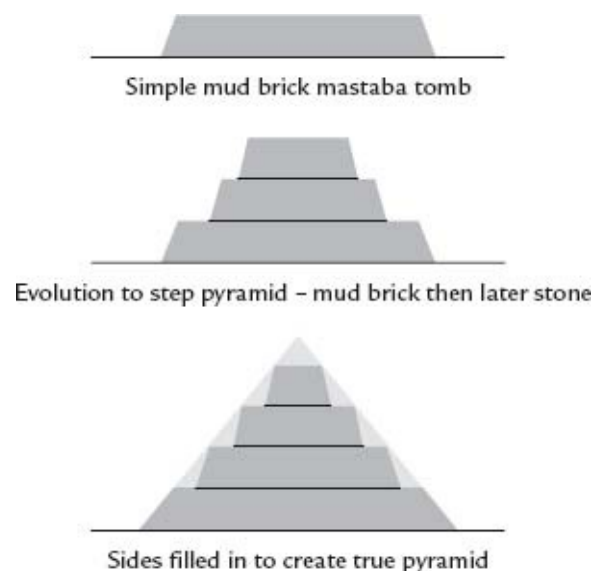 Simple mud brick mastaba tomb
Evolution to step pyramid – mud brick then later stone
Sides filled in to create true pyramid